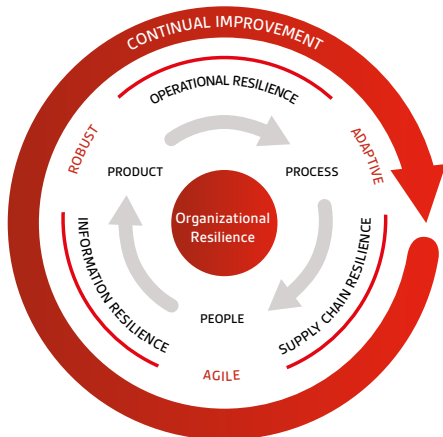 CONTINUAL IMPROVEMENT
OPERATIONAL RESILIENCE
ROBUST
ADAPTIVE
PRODUCT
PROCESS
Organizational
Resilience
INFORMATION RESILIENCE
SUPPLY CHAIN RESILIENCE
PEOPLE
AGILE